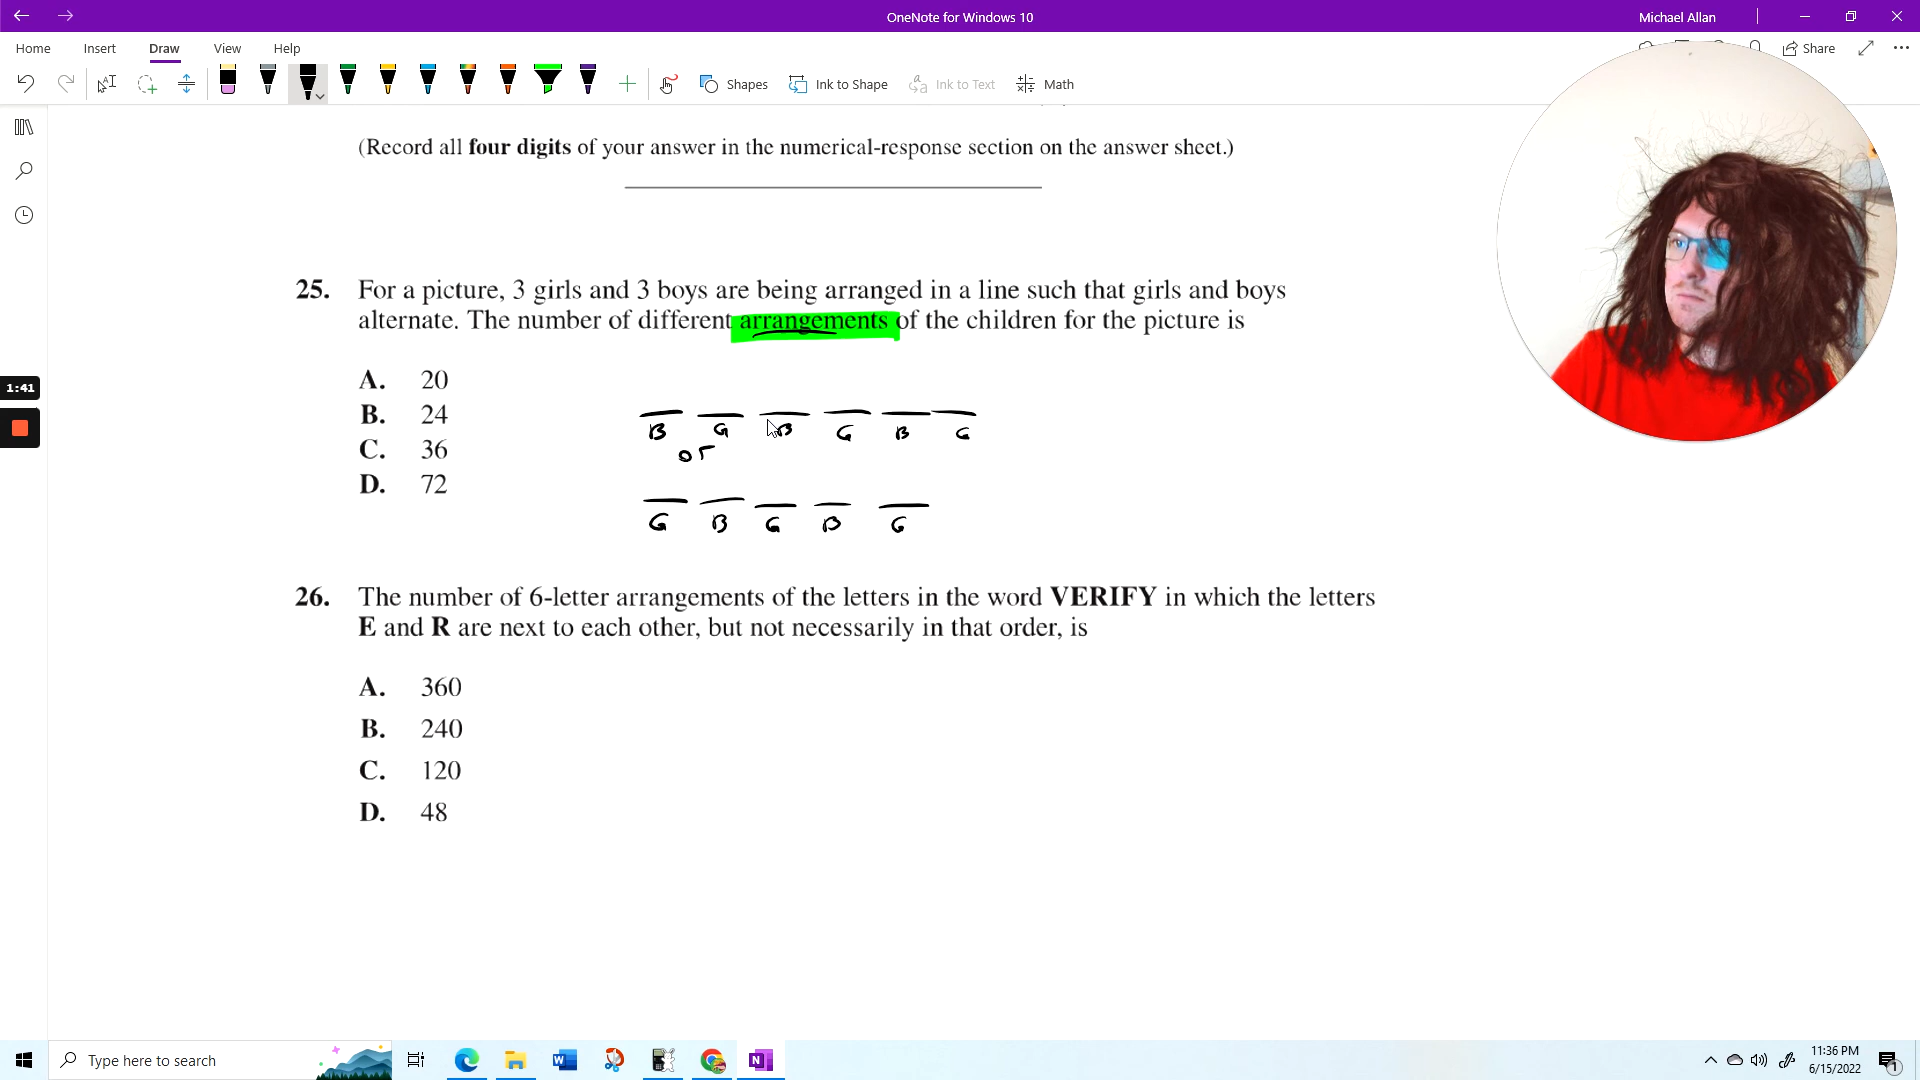 OneNote for Windows 10
Michael Allan
Home Insert Draw View Help
Share
Shapes Ink to Shape Ink to Text Math
(Record all four digits of your answer in the numerical-response section on the answer sheet.)
25. For a picture, 3 girls and 3 boys are being arranged in a line such that girls and boys
alternate. The number of different arrangements of the children for the picture is
A. 20
B. 24
C. 36
D. 72
1:41
B G B G B G
or
G B G B G
26. The number of 6-letter arrangements of the letters in the word VERIFY in which the letters
E and R are next to each other, but not necessarily in that order, is
A. 360
B. 240
C. 120
D. 48
Type here to search
11:36 PM
6/15/2022
1